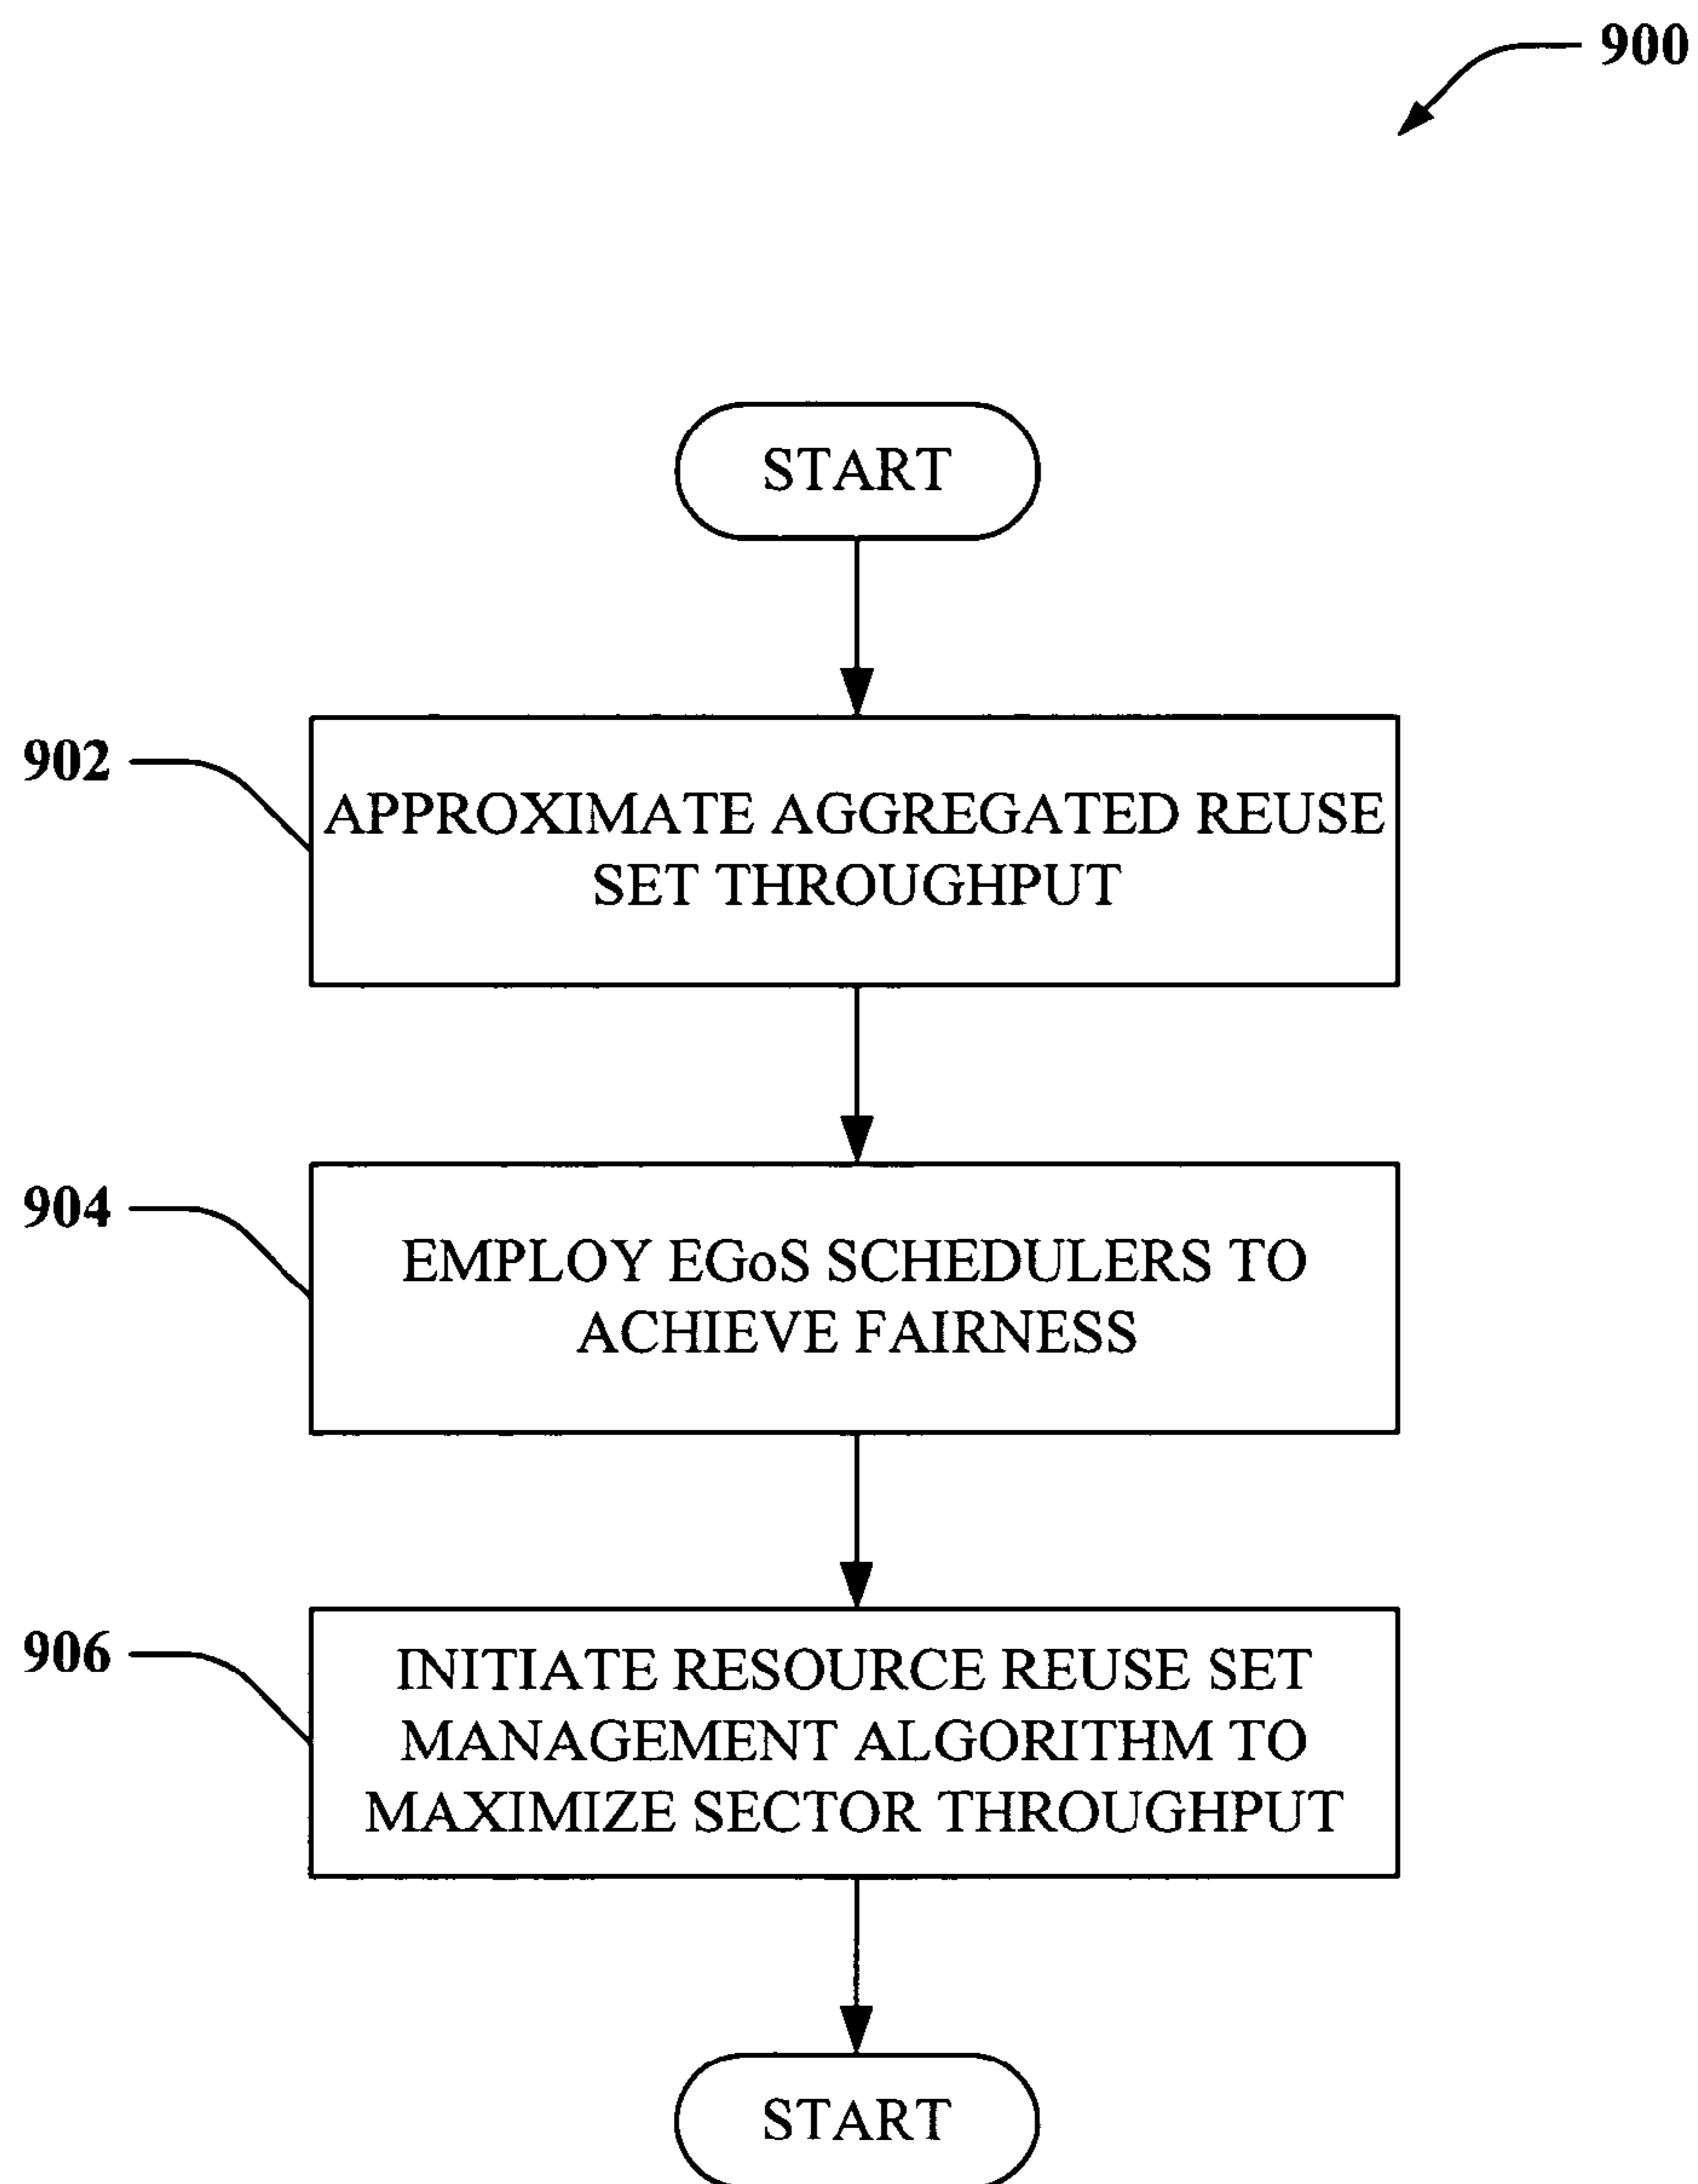 900
START
902
APPROXIMATE AGGREGATED REUSE
SET THROUGHPUT
904
EMPLOY EGoS SCHEDULERS TO
ACHIEVE FAIRNESS
906
INITIATE RESOURCE REUSE SET
MANAGEMENT ALGORITHM TO
MAXIMIZE SECTOR THROUGHPUT
START